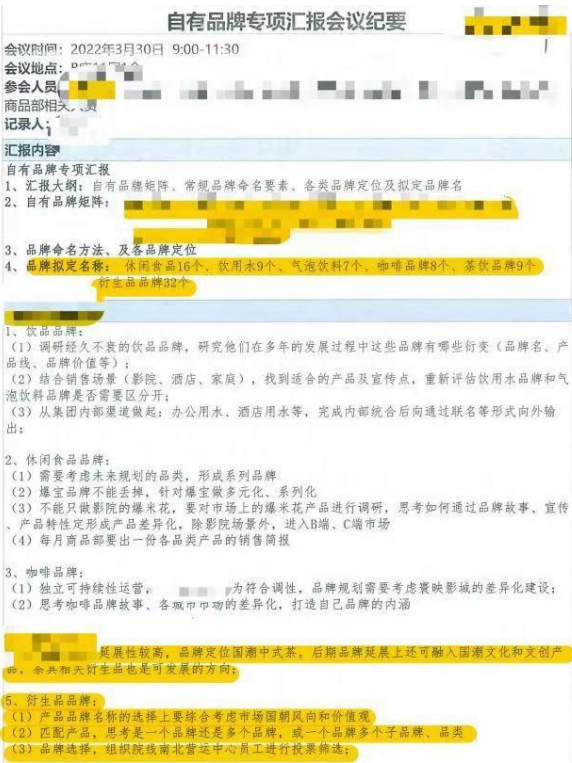 自有品牌专项汇报会议纪要
会议时间：2022年3月30日 9:00-11:30
会议地点：
参会人员
商品部相关人员
记录人：
汇报内容
自有品牌专项汇报
1、汇报大纲：自有品牌矩阵、常规品牌命名要素、各类品牌定位及拟定品牌名
2、自有品牌矩阵：
3、品牌命名方法、及各品牌定位
4、品牌拟定名称： 休闲食品16个、饮用水9个、气泡饮料7个、咖啡品牌8个、茶饮品牌9个
衍生品品牌32个
1、饮品品牌：
（1）调研经久不衰的饮品品牌，研究他们在多年的发展过程中这些品牌有哪些衍变（品牌名、产
品线、品牌价值等）；
（2）结合销售场景（影院、酒店、家庭），找到适合的产品及宣传点，重新评估饮用水品牌和气
泡饮料品牌是否需要区分开；
（3）从集团内部渠道做起：办公用水、酒店用水等，完成内部统合后向通过联名等形式向外输
出；
2、休闲食品品牌：
（1）需要考虑未来规划的品类，形成系列品牌
（2）爆宝品牌不能丢掉，针对爆宝做多元化、系列化
（3）不能只做影院的爆米花，要对市场上的爆米花产品进行调研，思考如何通过品牌故事、宣传
、产品特性定形成产品差异化，除影院场景外，进入B端、C端市场
（4）每月商品部要出一份各品类产品的销售简报
3、咖啡品牌：
（1）独立可持续性运营， 为符合调性，品牌规划需要考虑寰映影城的差异化建设；
（2）思考咖啡品牌故事、各城市市场的差异化，打造自己品牌的内涵
延展性较高，品牌定位国潮中式茶，后期品牌延展上还可融入国潮文化和文创产
品，茶具相关衍生品也是可发展的方向；
5、衍生品品牌：
（1）产品品牌名称的选择上要综合考虑市场国朝风向和价值观
（2）匹配产品，思考是一个品牌还是多个品牌，或一个品牌多个子品牌、品类
（3）品牌选择，组织院线南北营运中心员工进行投票筛选；